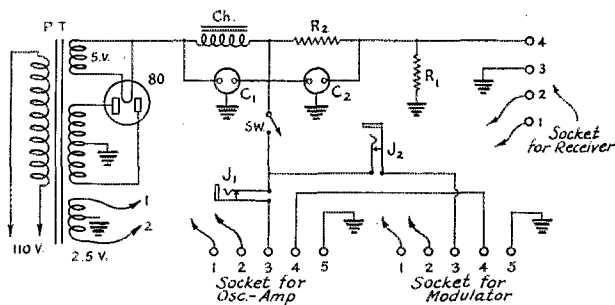 P T
Ch.
R2
4
5.V.
80
C1
C2
R1
3
2
1
SW.
Socket
for Receiver
J2
J1
1
2
110 V.
2.5 V.
1 2 3 4 5
1 2 3 4 5
Socket for
Osc.-Amp
Socket for
Modulator